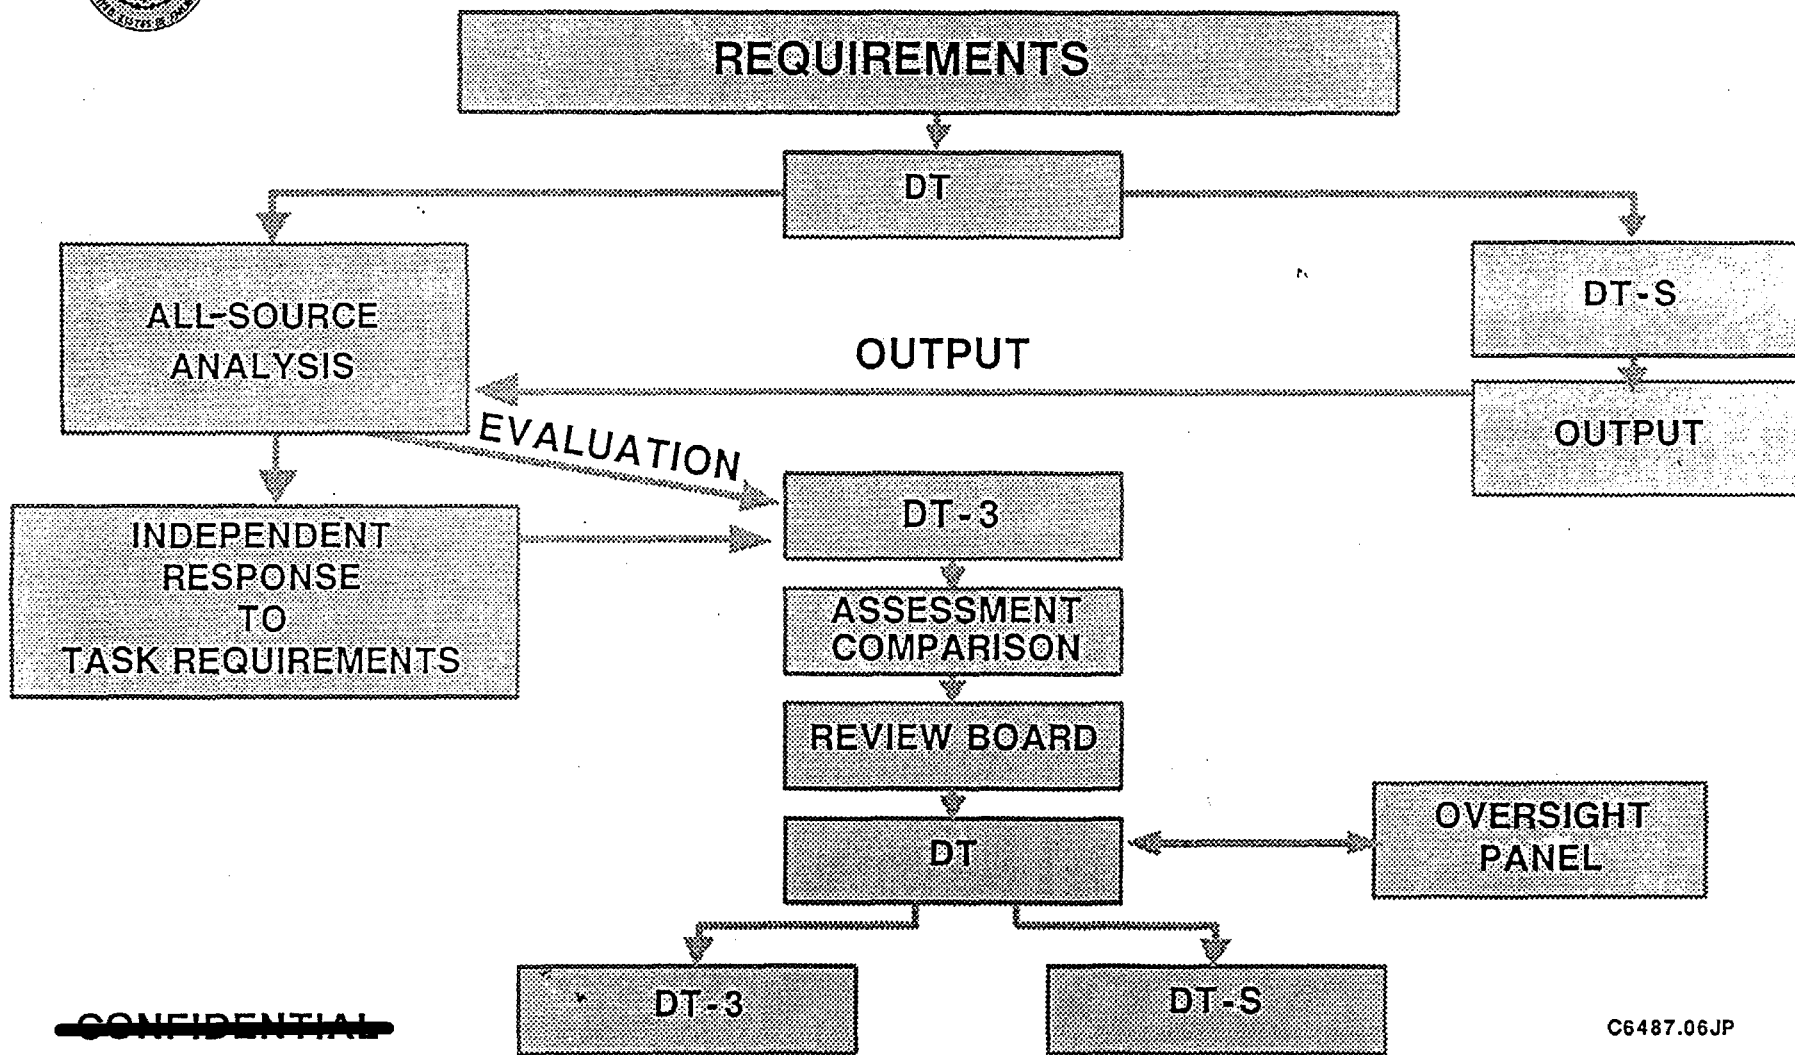 REQUIREMENTS
DT
ALL-SOURCE
ANALYSIS
DT-S
OUTPUT
OUTPUT
EVALUATION
DT-3
INDEPENDENT
RESPONSE
TO
TASK REQUIREMENTS
ASSESSMENT
COMPARISON
REVIEW BOARD
DT
OVERSIGHT
PANEL
DT-3
DT-S
CONFIDENTIAL
C6487.06JP